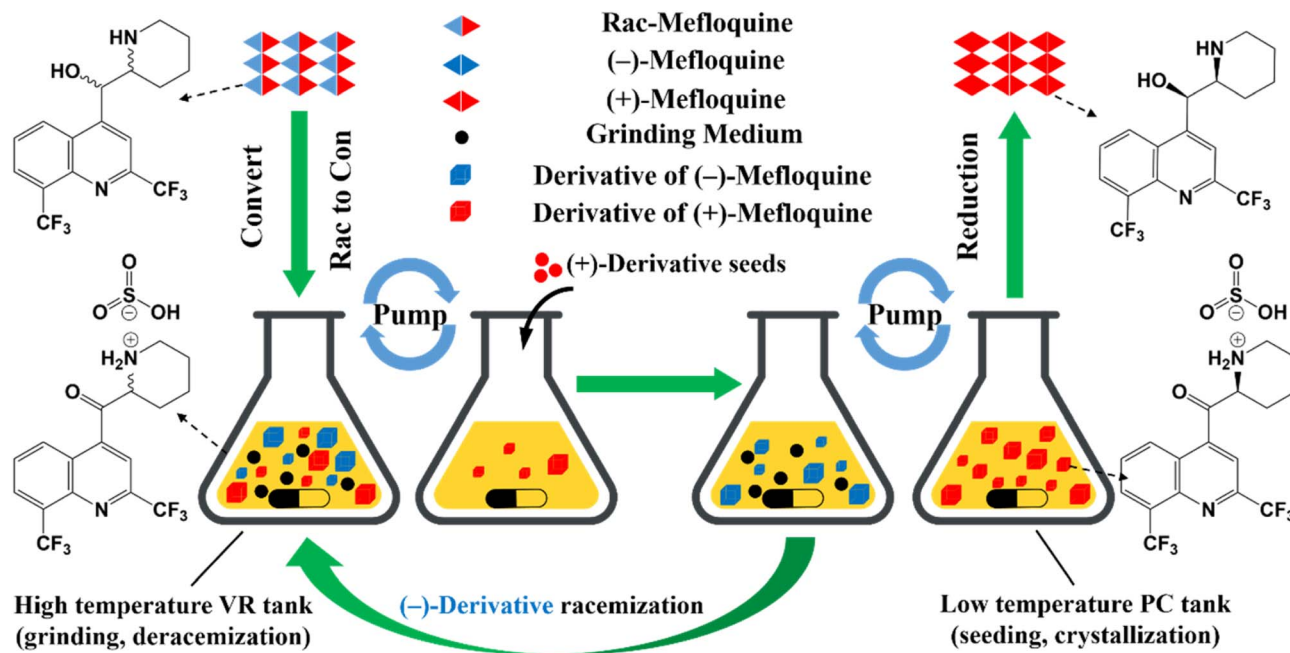 Rac-Mefloquine
(–)-Mefloquine
(+)-Mefloquine
Grinding Medium
Derivative of (–)-Mefloquine
Derivative of (+)-Mefloquine
HN
HO
N
CF3
CF3
Convert
Rac to Con
O
O
S
OH
⊖
⊕
H2N
O
N
CF3
CF3
Pump
(+)-Derivative seeds
Pump
Reduction
HN
HO
N
CF3
CF3
O
O
S
OH
⊖
⊕
H2N
O
N
CF3
CF3
High temperature VR tank
(grinding, deracemization)
(–)-Derivative racemization
Low temperature PC tank
(seeding, crystallization)